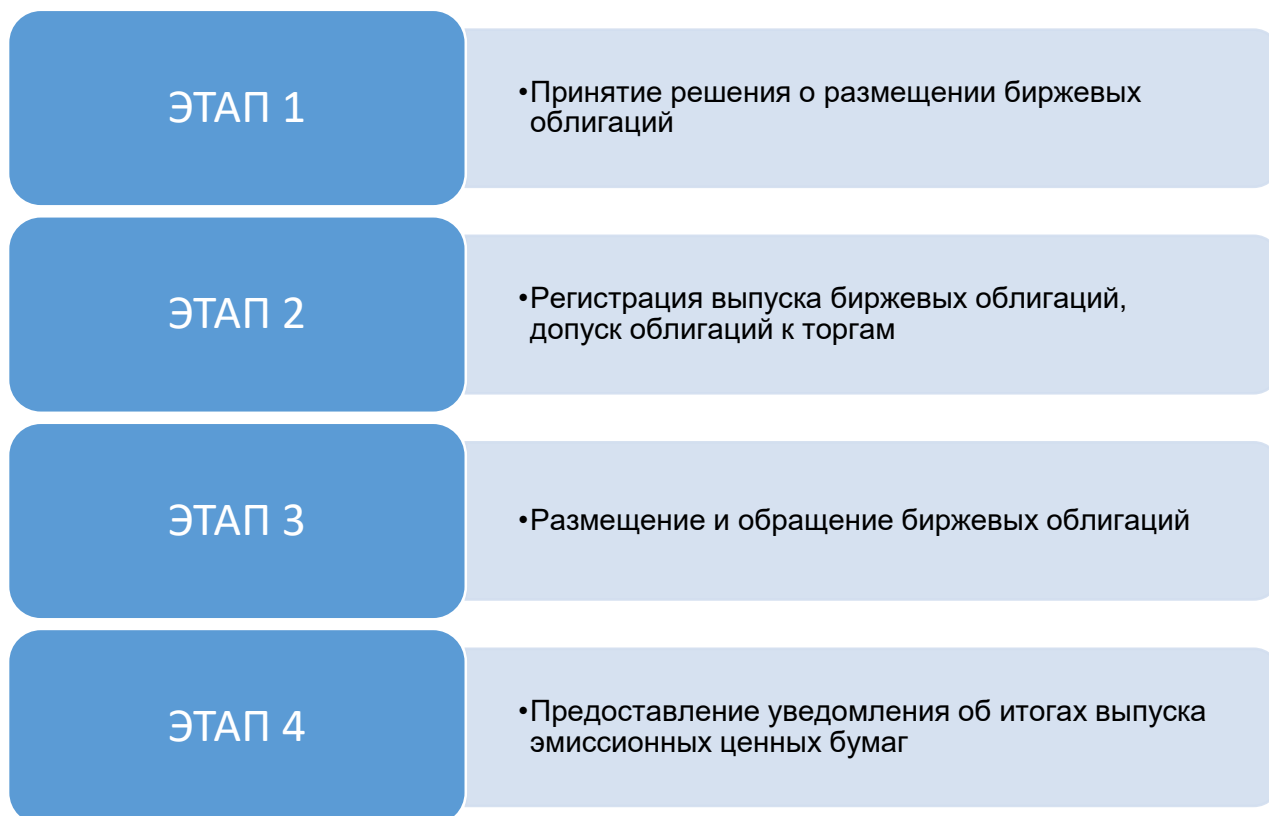 ЭТАП 1
•Принятие решения о размещении биржевых
облигаций
ЭТАП 2
•Регистрация выпуска биржевых облигаций,
допуск облигаций к торгам
ЭТАП 3
•Размещение и обращение биржевых облигаций
ЭТАП 4
•Предоставление уведомления об итогах выпуска
эмиссионных ценных бумаг